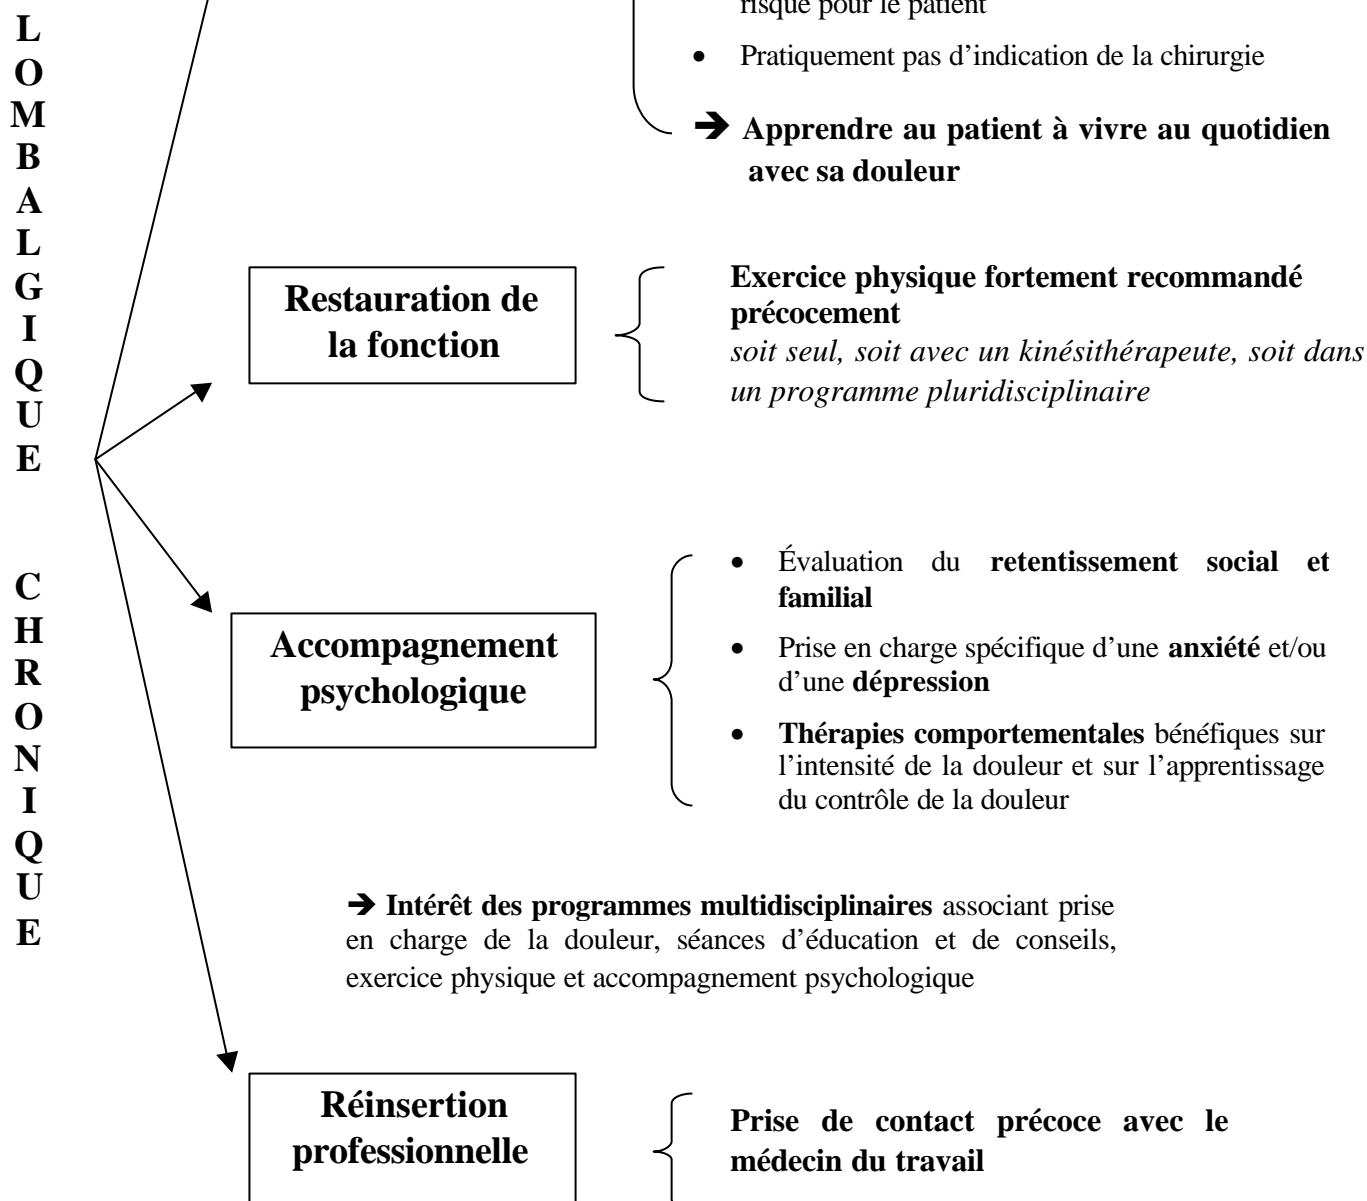 L
O
M
B
A
L
G
I
Q
U
E
C
H
R
O
N
I
Q
U
E
risque pour le patient
• Pratiquement pas d’indication de la chirurgie
➔ Apprendre au patient à vivre au quotidien
avec sa douleur
Restauration de
la fonction
Exercice physique fortement recommandé
précocement
soit seul, soit avec un kinésithérapeute, soit dans
un programme pluridisciplinaire
Accompagnement
psychologique
• Évaluation du retentissement social et
familial
• Prise en charge spécifique d’une anxiété et/ou
d’une dépression
• Thérapies comportementales bénéfiques sur
l’intensité de la douleur et sur l’apprentissage
du contrôle de la douleur
➔ Intérêt des programmes multidisciplinaires associant prise
en charge de la douleur, séances d’éducation et de conseils,
exercice physique et accompagnement psychologique
Réinsertion
professionnelle
Prise de contact précoce avec le
médecin du travail